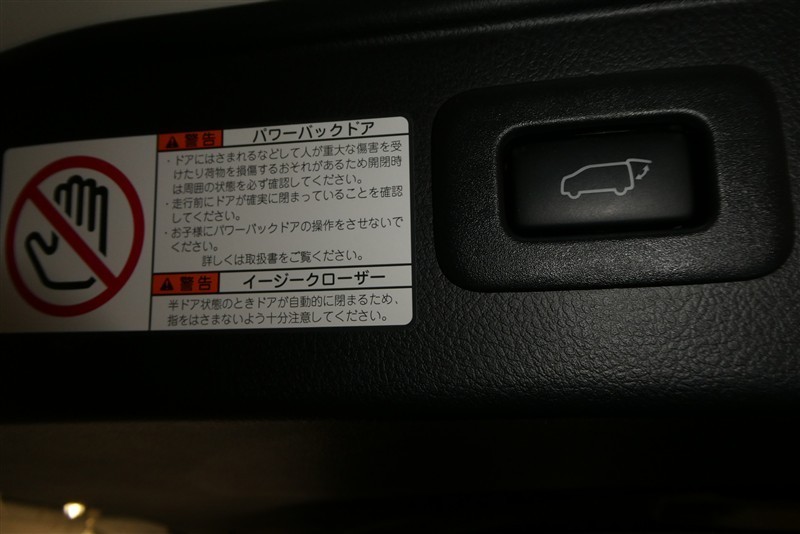 警告 パワーバックドア
・ドアにはさまれるなどして人が重大な傷害を受
けたり荷物を損傷するおそれがあるため開閉時
は周囲の状態を必ず確認してください。
・走行前にドアが確実に閉まっていることを確認
してください。
・お子様にパワーバックドアの操作をさせないで
ください。
詳しくは取扱書をご覧ください。
警告 イージークローザー
半ドア状態のときドアが自動的に閉まるため、
指をはさまないよう十分注意してください。